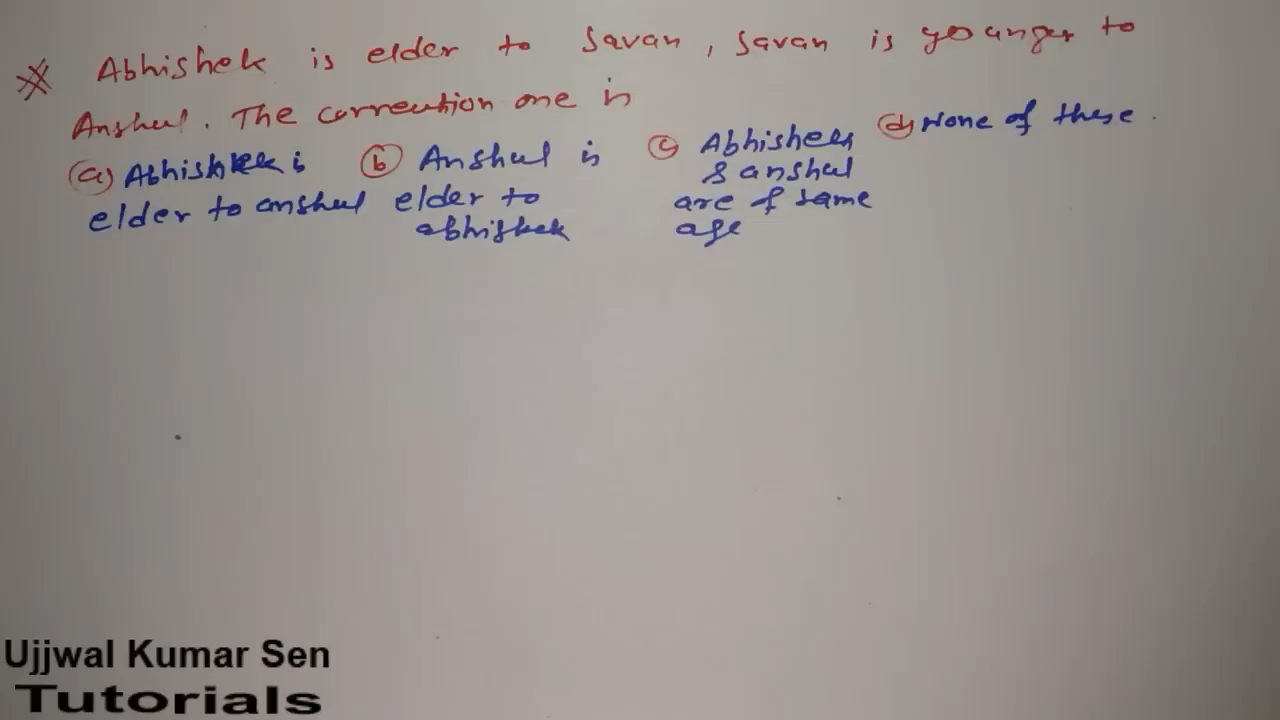 Abhishek is elder to Savan, Savan is younger to
Anshul. The correction one is
(a) Abhishek is
elder to anshul
(b) Anshul is
elder to
abhishek
(c) Abhishek
& anshul
are of same
age
(d) None of these.
Ujjwal Kumar Sen
Tutorials